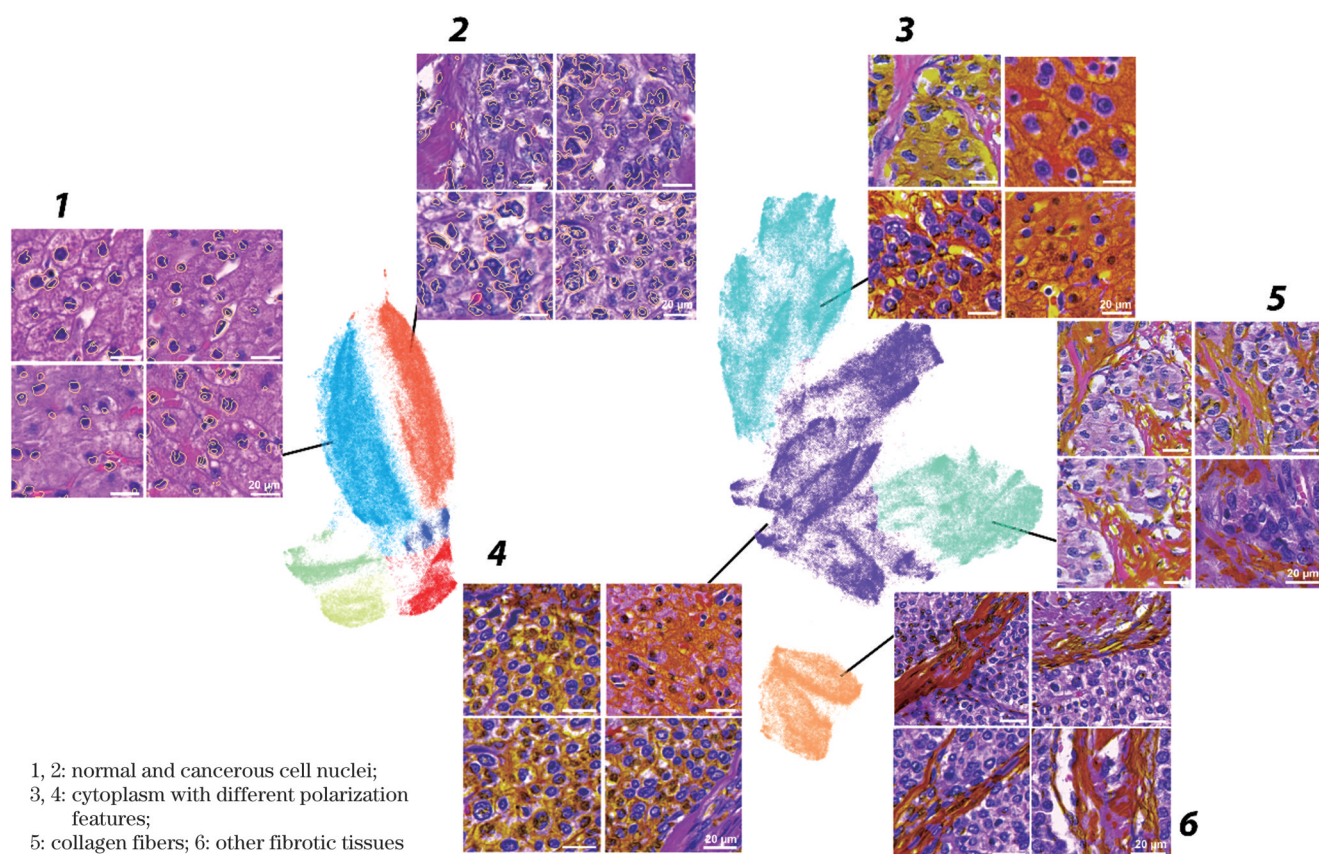 2
3
1
5
20 µm
20 µm
20 µm
4
20 µm
20 µm
20 µm
6
1, 2: normal and cancerous cell nuclei;
3, 4: cytoplasm with different polarization
features;
5: collagen fibers; 6: other fibrotic tissues